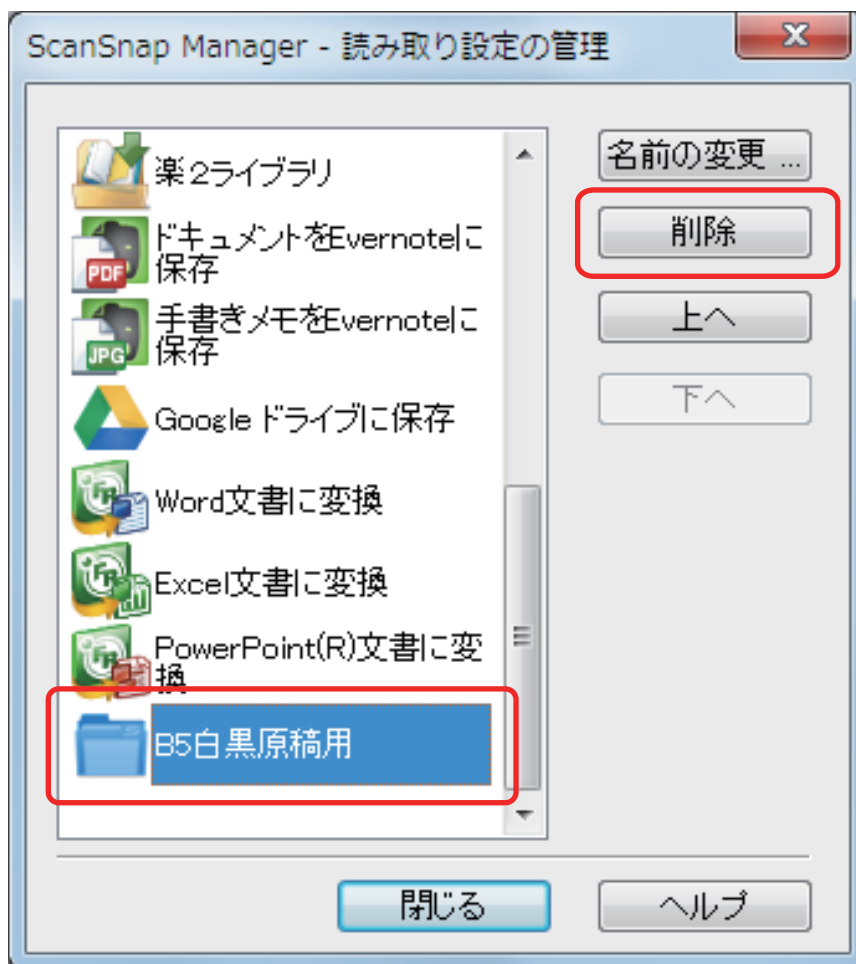 ScanSnap Manager - 読み取り設定の管理
楽2ライブラリ
ドキュメントをEvernoteに
保存
PDF
手書きメモをEvernoteに
保存
JPG
Google ドライブに保存
Word文書に変換
Excel文書に変換
PowerPoint(R)文書に変
換
B5白黒原稿用
名前の変更 ...
削除
上へ
下へ
閉じる
ヘルプ